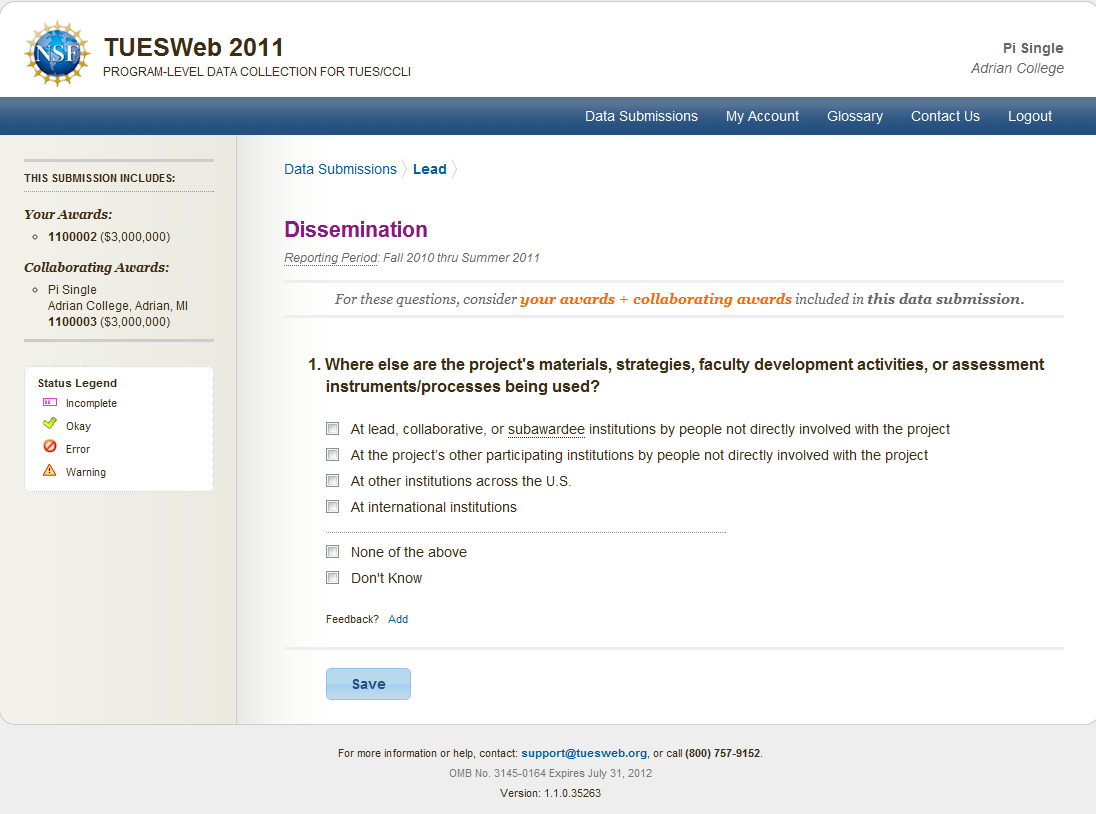 NSF
TUESWeb 2011
PROGRAM-LEVEL DATA COLLECTION FOR TUES/CCLI
Pi Single
Adrian College
Data Submissions My Account Glossary Contact Us Logout
THIS SUBMISSION INCLUDES:
Your Awards:
1100002 ($3,000,000)
Collaborating Awards:
Pi Single
Adrian College, Adrian, MI
1100003 ($3,000,000)
Status Legend
Incomplete
Okay
Error
Warning
Data Submissions Lead
Dissemination
Reporting Period: Fall 2010 thru Summer 2011
For these questions, consider your awards + collaborating awards included in this data submission.
1. Where else are the project's materials, strategies, faculty development activities, or assessment
instruments/processes being used?
At lead, collaborative, or subawardee institutions by people not directly involved with the project
At the project's other participating institutions by people not directly involved with the project
At other institutions across the U.S.
At international institutions
None of the above
Don't Know
Feedback? Add
Save
For more information or help, contact: support@tuesweb.org, or call (800) 757-9152.
OMB No. 3145-0164 Expires July 31, 2012
Version: 1.1.0.35263